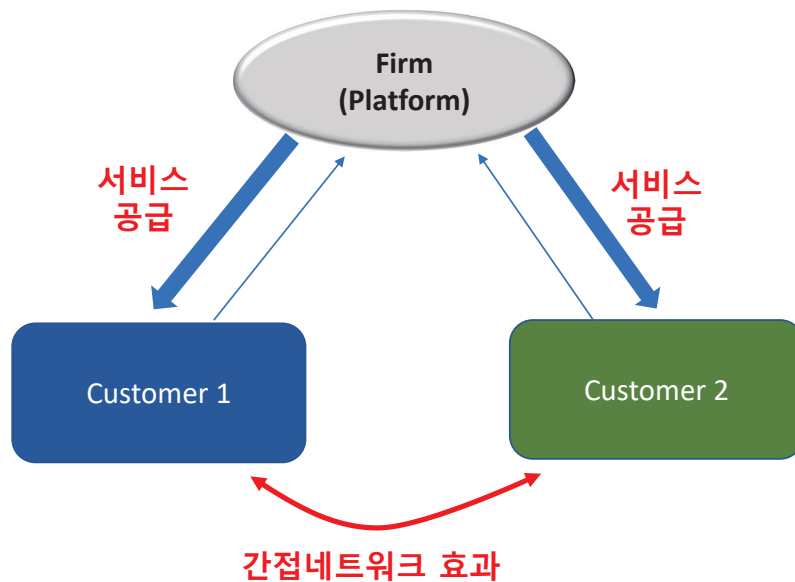 Firm
(Platform)
서비스
공급
서비스
공급
Customer 1
Customer 2
간접네트워크 효과